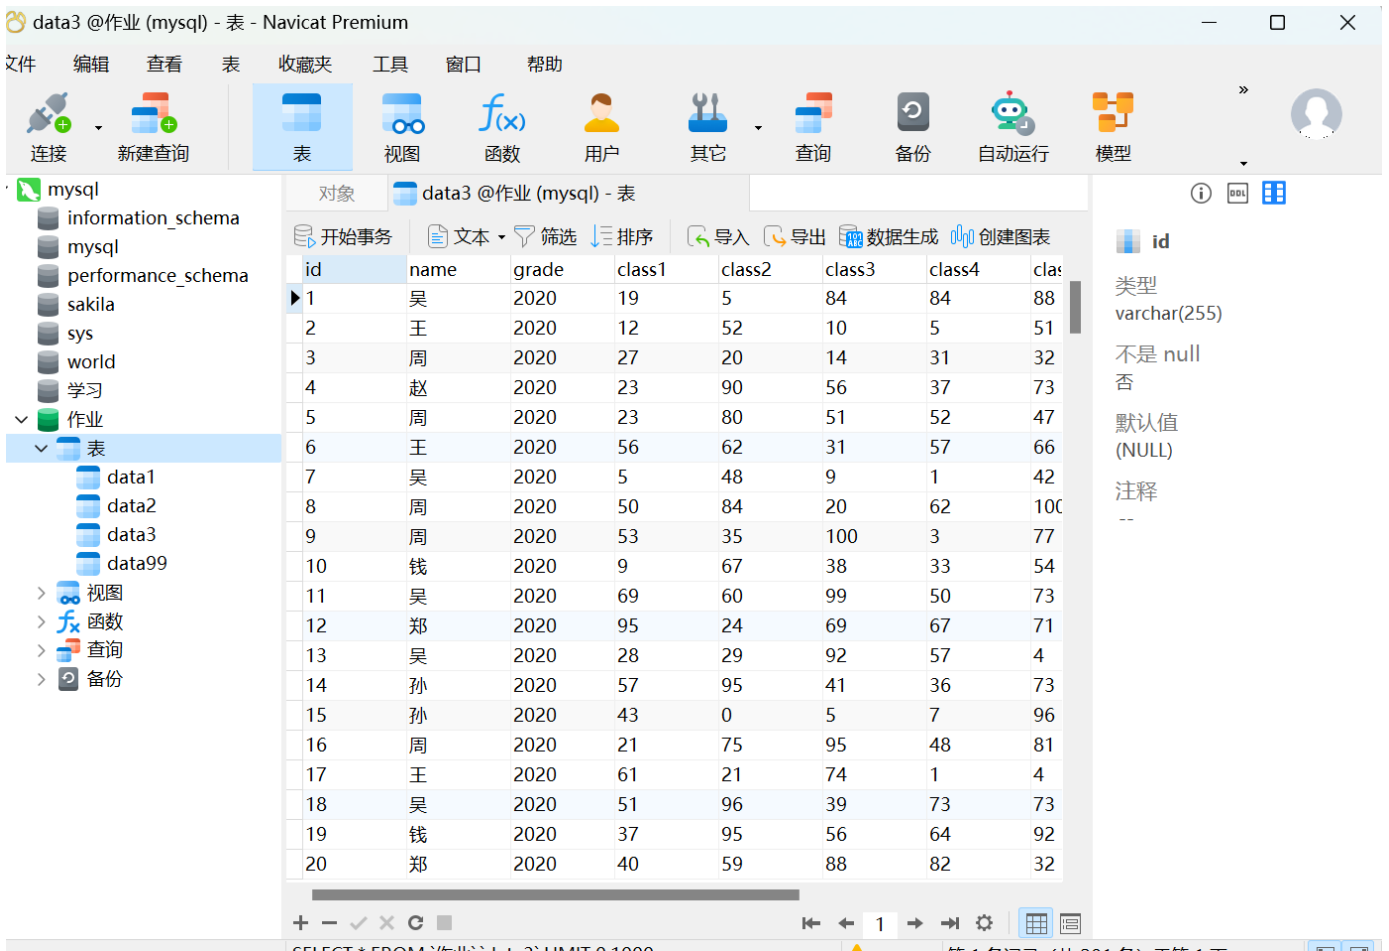 data3 @作业 (mysql) - 表 - Navicat Premium
文件 编辑 查看 表 收藏夹 工具 窗口 帮助
连接 新建查询 表 视图 函数 用户 其它 查询 备份 自动运行 模型
mysql
information_schema
mysql
performance_schema
sakila
sys
world
学习
作业
表
data1
data2
data3
data99
视图
函数
查询
备份
对象 data3 @作业 (mysql) - 表
开始事务 文本 筛选 排序 导入 导出 数据生成 创建图表
id name grade class1 class2 class3 class4 clas
1 吴 2020 19 5 84 84 88
2 王 2020 12 52 10 5 51
3 周 2020 27 20 14 31 32
4 赵 2020 23 90 56 37 73
5 周 2020 23 80 51 52 47
6 王 2020 56 62 31 57 66
7 吴 2020 5 48 9 1 42
8 周 2020 50 84 20 62 100
9 周 2020 53 35 100 3 77
10 钱 2020 9 67 38 33 54
11 吴 2020 69 60 99 50 73
12 郑 2020 95 24 69 67 71
13 吴 2020 28 29 92 57 4
14 孙 2020 57 95 41 36 73
15 孙 2020 43 0 5 7 96
16 周 2020 21 75 95 48 81
17 王 2020 61 21 74 1 4
18 吴 2020 51 96 39 73 73
19 钱 2020 37 95 56 64 92
20 郑 2020 40 59 88 82 32
1
DDL
id
类型
varchar(255)
不是 null
否
默认值
(NULL)
注释
--